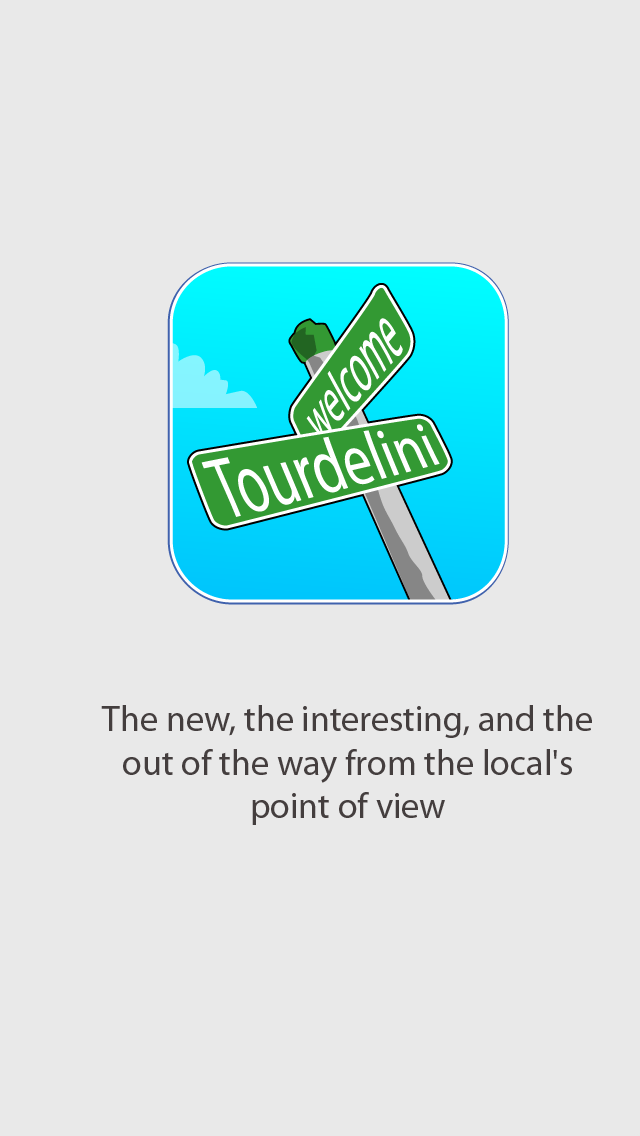 welcome
Tourdelini
The new, the interesting, and the
out of the way from the local's
point of view